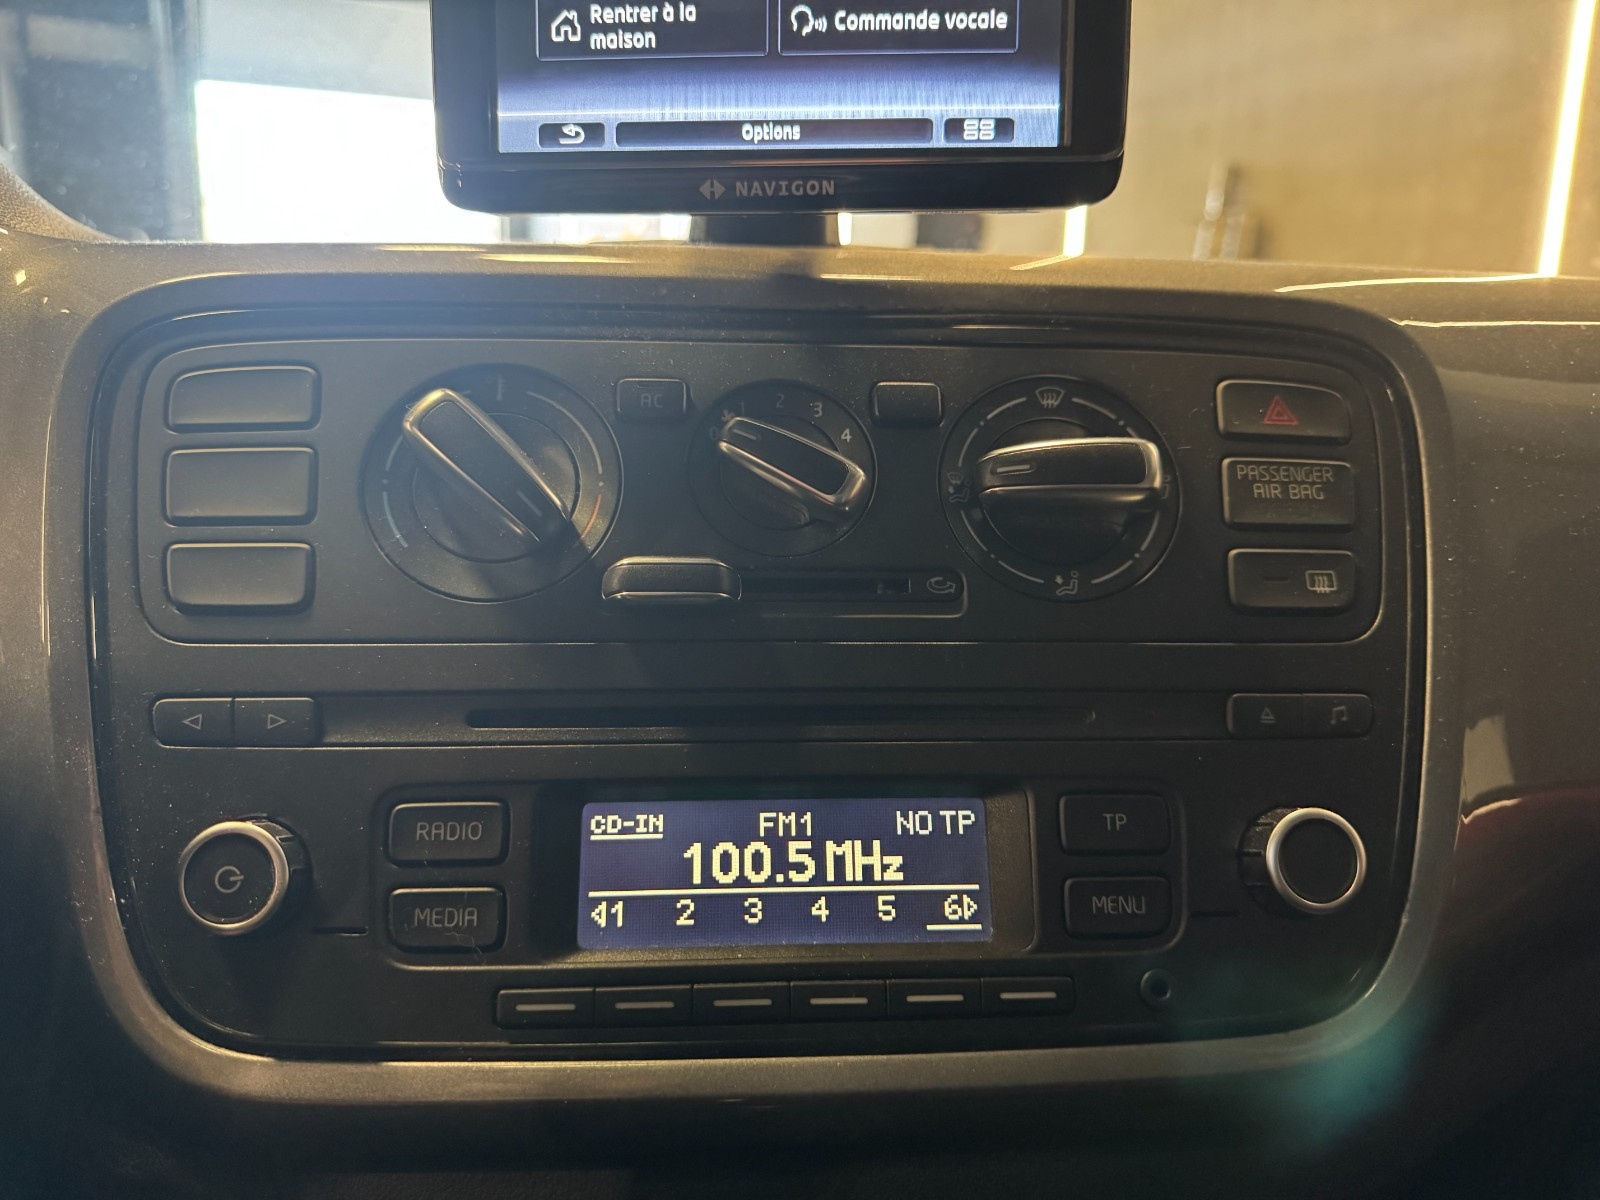 Rentrer à la
maison
Commande vocale
Options
NAVIGON
AC
0 1 2 3 4
PASSENGER
AIR BAG
RADIO
MEDIA
CD-IN FM1 NO TP
100.5 MHz
1 2 3 4 5 6
TP
MENU